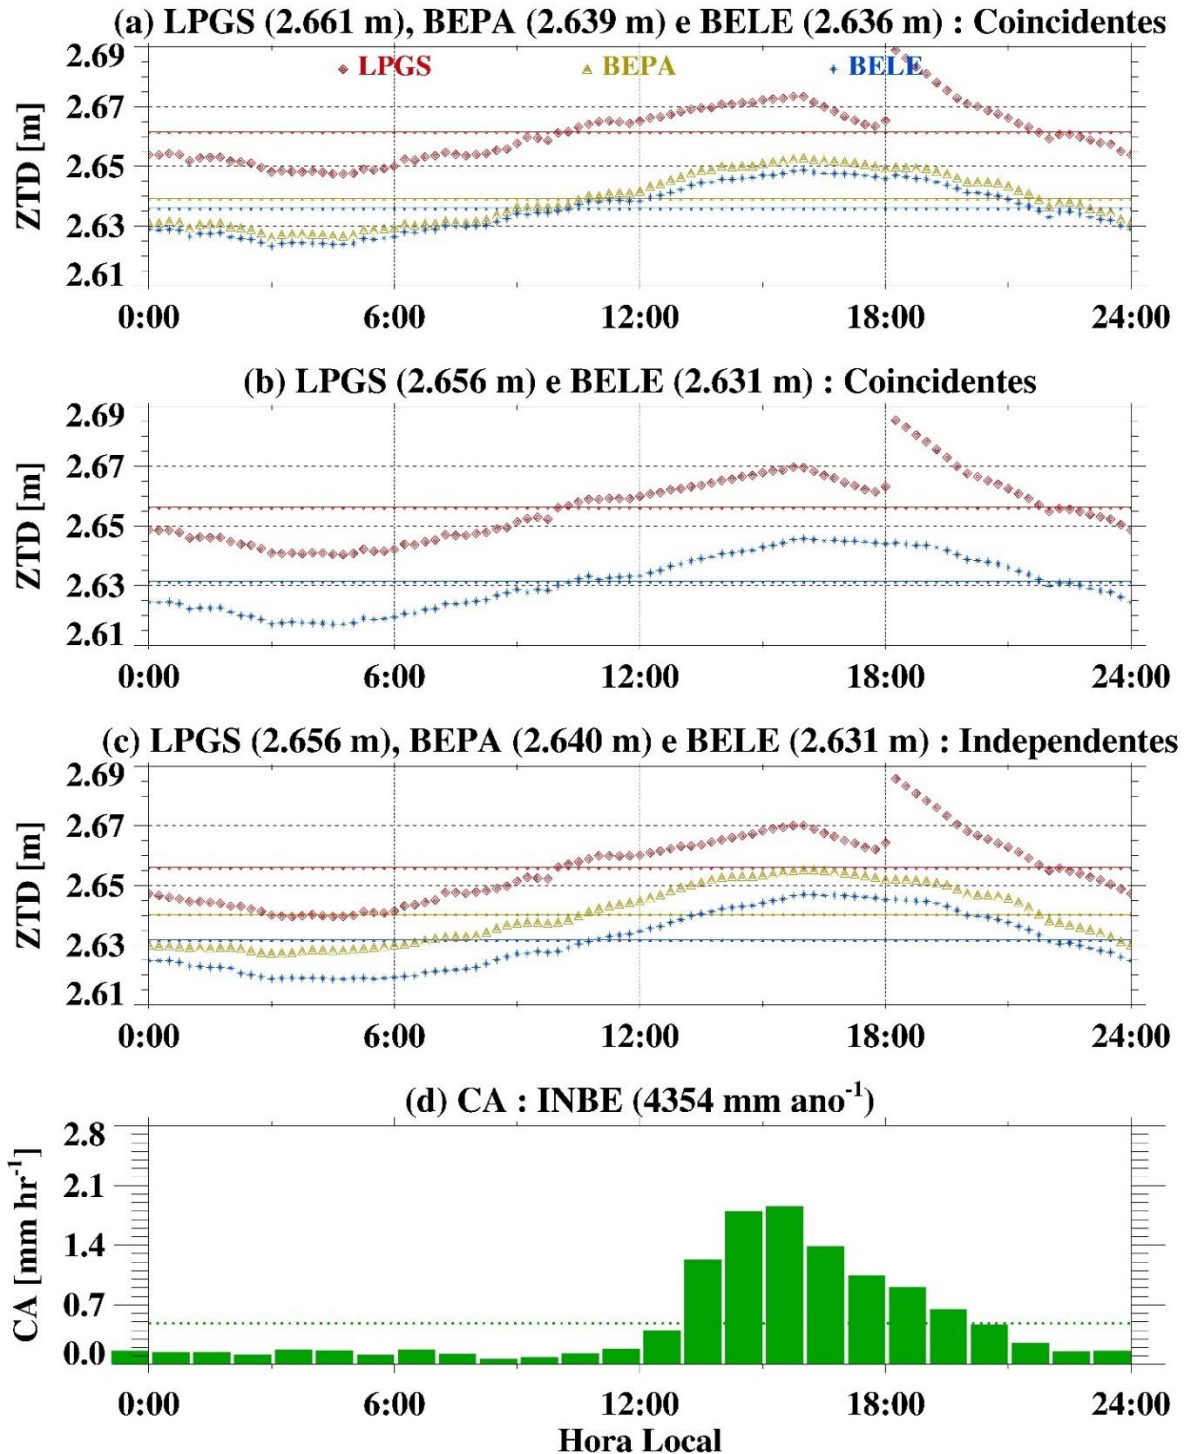 (a) LPGS (2.661 m), BEPA (2.639 m) e BELE (2.636 m) : Coincidentes
LPGS BEPA BELE
2.69
2.67
2.65
2.63
2.61
ZTD [m]
0:00 6:00 12:00 18:00 24:00
(b) LPGS (2.656 m) e BELE (2.631 m) : Coincidentes
2.69
2.67
2.65
2.63
2.61
ZTD [m]
0:00 6:00 12:00 18:00 24:00
(c) LPGS (2.656 m), BEPA (2.640 m) e BELE (2.631 m) : Independentes
2.69
2.67
2.65
2.63
2.61
ZTD [m]
0:00 6:00 12:00 18:00 24:00
(d) CA : INBE (4354 mm ano⁻¹)
2.8
2.1
1.4
0.7
0.0
CA [mm hr⁻¹]
0:00 6:00 12:00 18:00 24:00
Hora Local